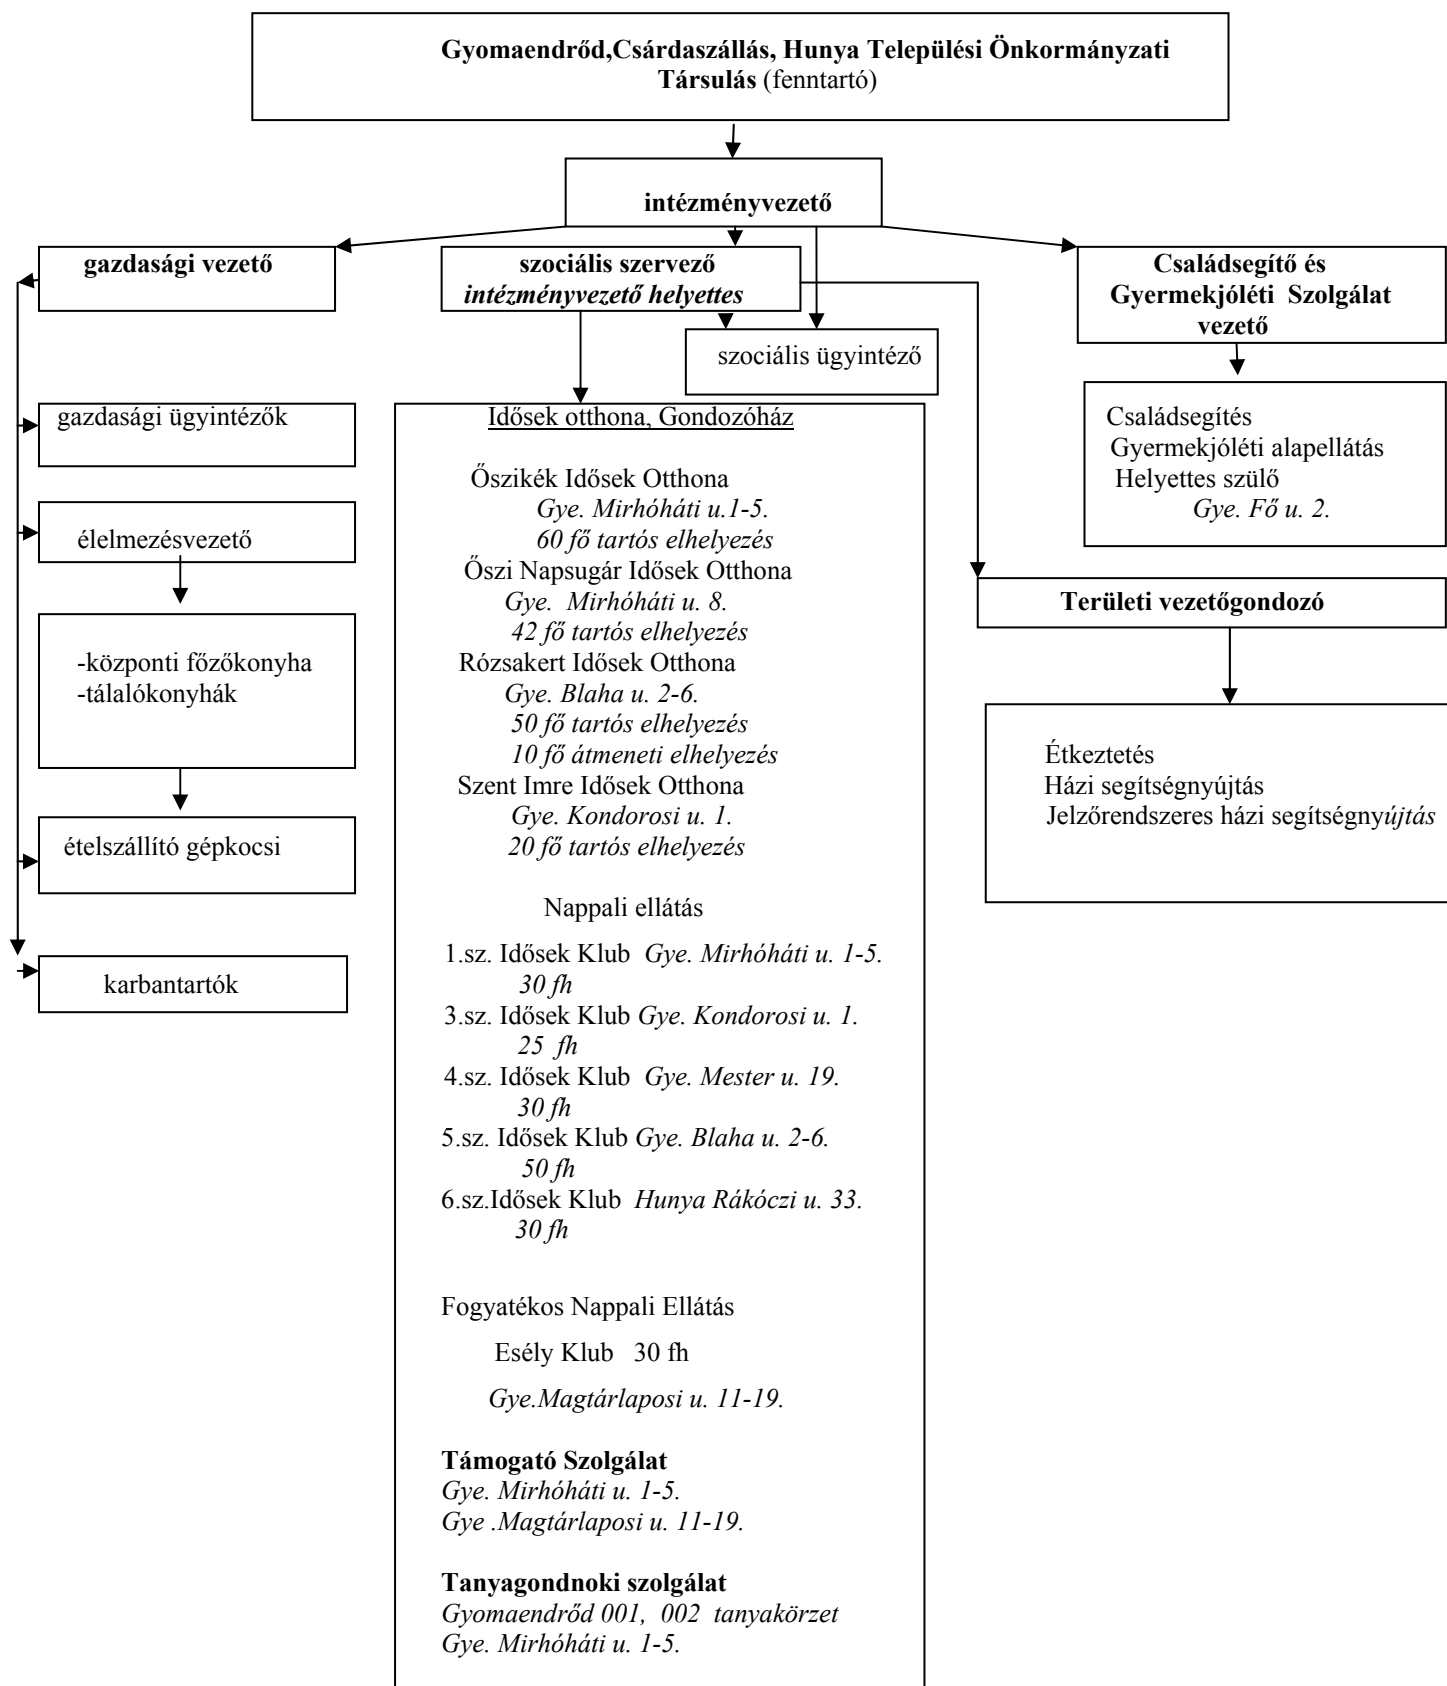 Gyomaendrőd,Csárdaszállás, Hunya Települési Önkormányzati
Társulás (fenntartó)
intézményvezető
gazdasági vezető
szociális szervező
intézményvezető helyettes
Családsegítő és
Gyermekjóléti Szolgálat
vezető
szociális ügyintéző
gazdasági ügyintézők
élelmezésvezető
-központi főzőkonyha
-tálalókonyhák
ételszállító gépkocsi
karbantartók
Idősek otthona, Gondozóház
Őszikék Idősek Otthona
Gye. Mirhóháti u.1-5.
60 fő tartós elhelyezés
Őszi Napsugár Idősek Otthona
Gye. Mirhóháti u. 8.
42 fő tartós elhelyezés
Rózsakert Idősek Otthona
Gye. Blaha u. 2-6.
50 fő tartós elhelyezés
10 fő átmeneti elhelyezés
Szent Imre Idősek Otthona
Gye. Kondorosi u. 1.
20 fő tartós elhelyezés
Nappali ellátás
1.sz. Idősek Klub Gye. Mirhóháti u. 1-5.
30 fh
3.sz. Idősek Klub Gye. Kondorosi u. 1.
25 fh
4.sz. Idősek Klub Gye. Mester u. 19.
30 fh
5.sz. Idősek Klub Gye. Blaha u. 2-6.
50 fh
6.sz.Idősek Klub Hunya Rákóczi u. 33.
30 fh
Fogyatékos Nappali Ellátás
Esély Klub 30 fh
Gye.Magtárlaposi u. 11-19.
Támogató Szolgálat
Gye. Mirhóháti u. 1-5.
Gye .Magtárlaposi u. 11-19.
Tanyagondnoki szolgálat
Gyomaendrőd 001, 002 tanyakörzet
Gye. Mirhóháti u. 1-5.
Családsegítés
Gyermekjóléti alapellátás
Helyettes szülő
Gye. Fő u. 2.
Területi vezetőgondozó
Étkeztetés
Házi segítségnyújtás
Jelzőrendszeres házi segítségnyújtás